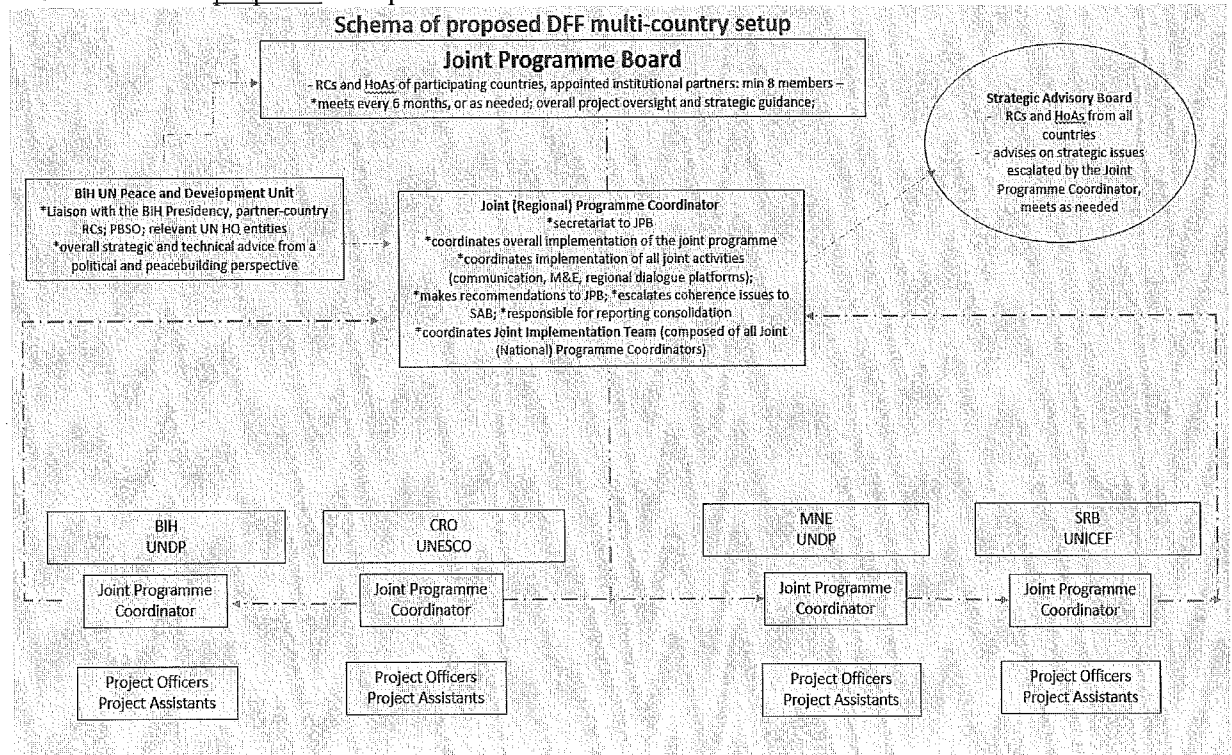 Schema of proposed DFF multi-country setup
Joint Programme Board
- RCs and HoAs of participating countries, appointed institutional partners: min 8 members –
*meets every 6 months, or as needed; overall project oversight and strategic guidance;
Strategic Advisory Board
- RCs and HoAs from all
countries
- advises on strategic issues
escalated by the Joint
Programme Coordinator,
meets as needed
BiH UN Peace and Development Unit
*Liaison with the BiH Presidency, partner-country
RCs; PBSO; relevant UN HQ entities
*overall strategic and technical advice from a
political and peacebuilding perspective
Joint (Regional) Programme Coordinator
*secretariat to JPB
*coordinates overall implementation of the joint programme
*coordinates implementation of all joint activities
(communication, M&E, regional dialogue platforms);
*makes recommendations to JPB; *escalates coherence issues to
SAB; *responsible for reporting consolidation
*coordinates Joint Implementation Team (composed of all Joint
(National) Programme Coordinators)
BIH
UNDP
CRO
UNESCO
MNE
UNDP
SRB
UNICEF
Joint Programme
Coordinator
Joint Programme
Coordinator
Joint Programme
Coordinator
Joint Programme
Coordinator
Project Officers
Project Assistants
Project Officers
Project Assistants
Project Officers
Project Assistants
Project Officers
Project Assistants